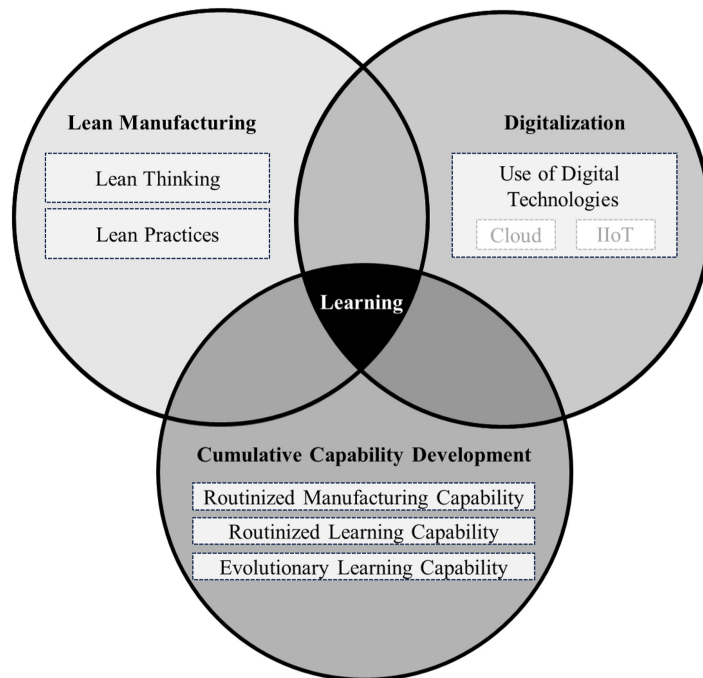 Lean Manufacturing
Lean Thinking
Lean Practices
Digitalization
Use of Digital
Technologies
Cloud
IIoT
Learning
Cumulative Capability Development
Routinized Manufacturing Capability
Routinized Learning Capability
Evolutionary Learning Capability